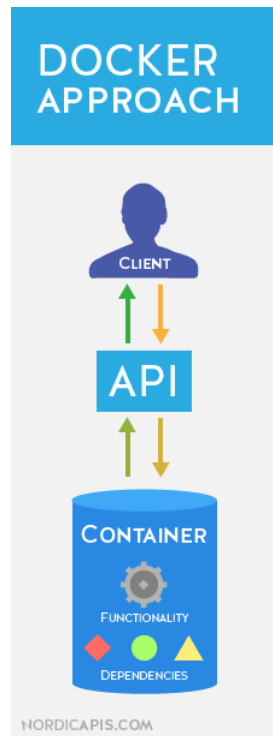 DOCKER
APPROACH
CLIENT
API
CONTAINER
FUNCTIONALITY
DEPENDENCIES
NORDICAPIS.COM